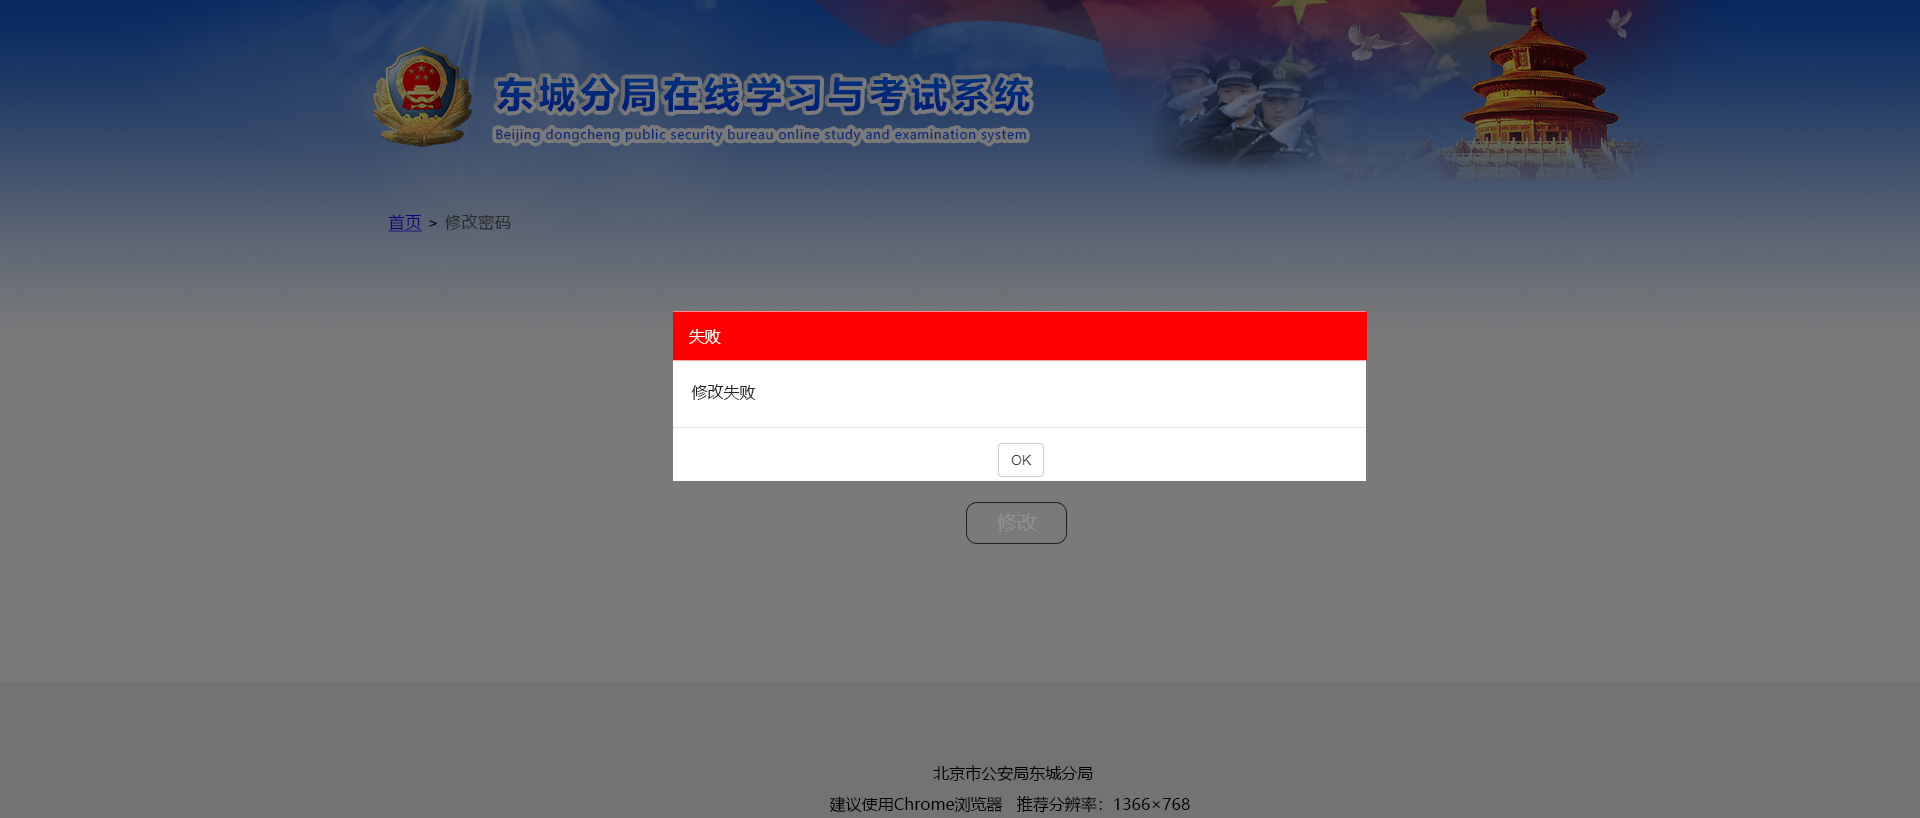 东城分局在线学习与考试系统
Beijing dongcheng public security bureau online study and examination system
首页 > 修改密码
失败
修改失败
OK
修改
北京市公安局东城分局
建议使用Chrome浏览器 推荐分辨率：1366×768